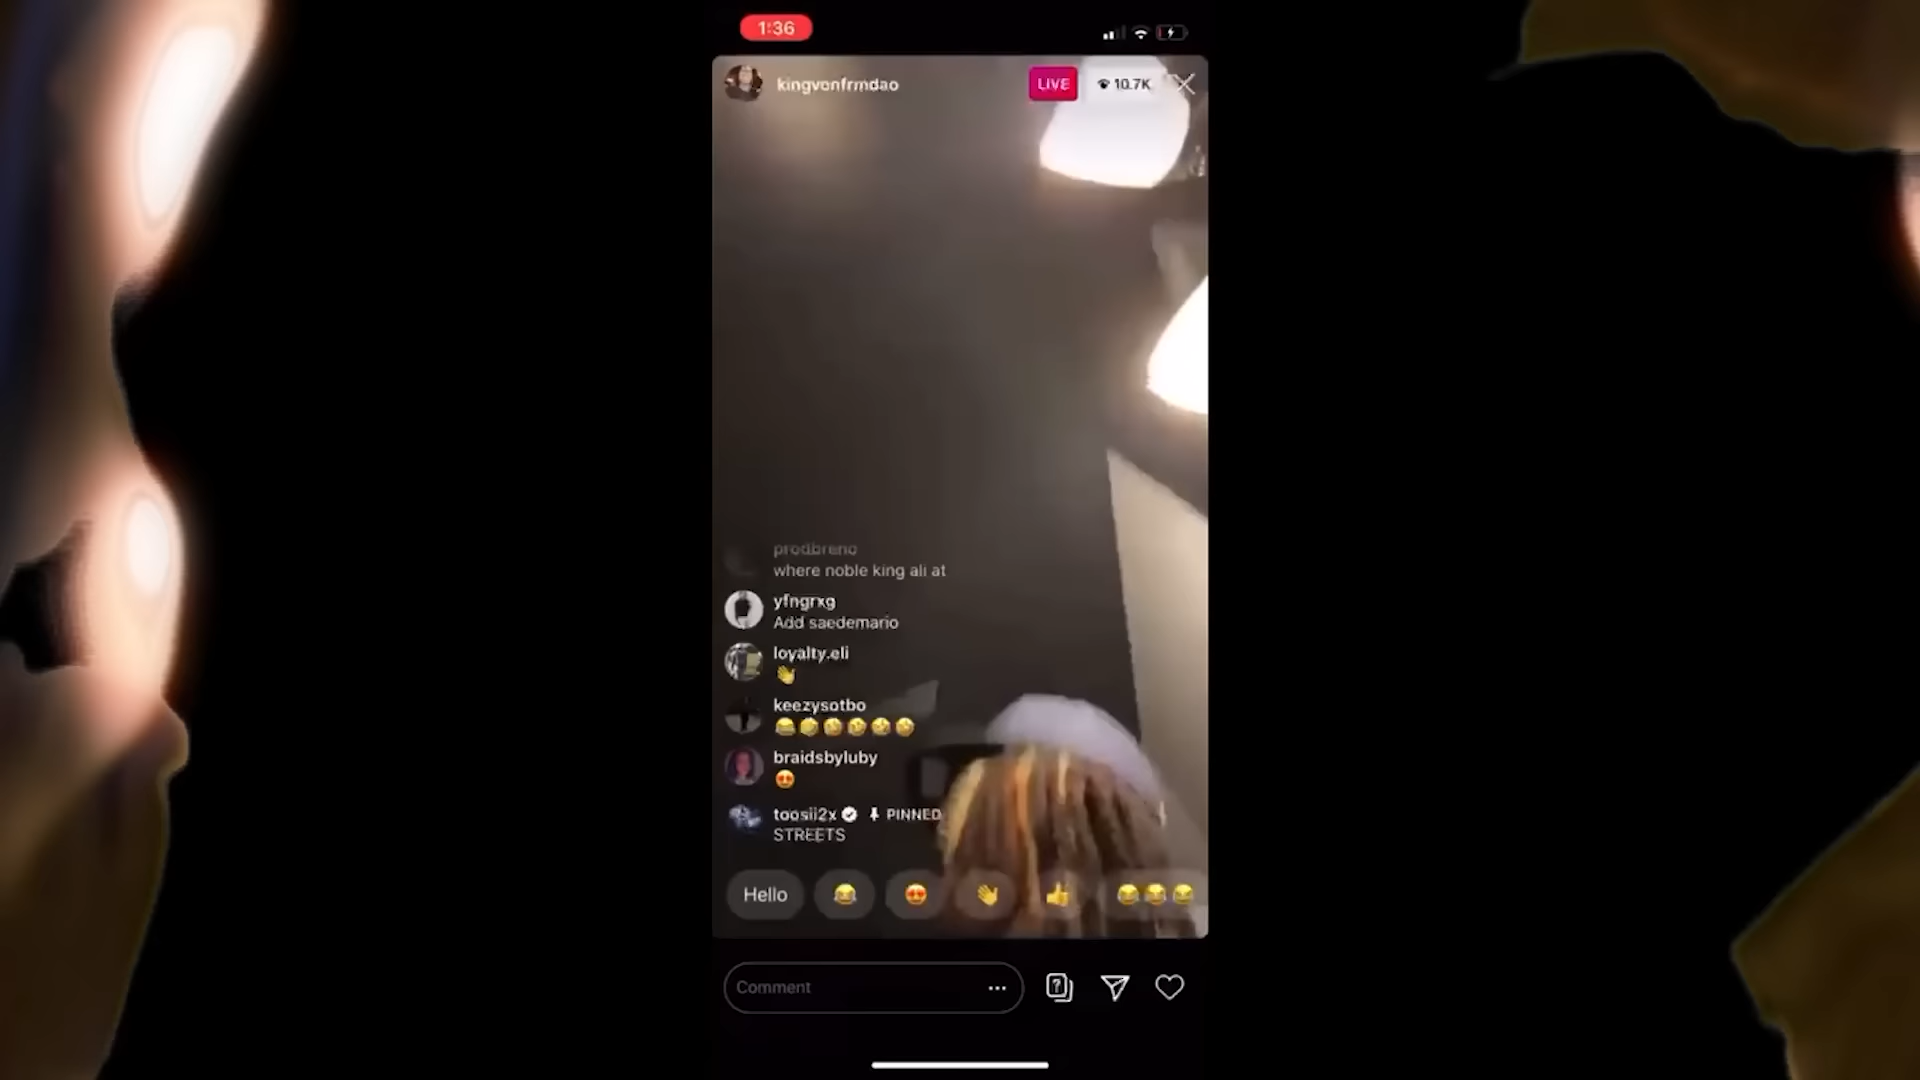 1:36
kingvonfrmdao
LIVE
10.7K
prodbreno
where noble king ali at
yfngrxg
Add saedemario
loyalty.eli
keezysotbo
braidsbyluby
toosii2x PINNED
STREETS
Hello
Comment